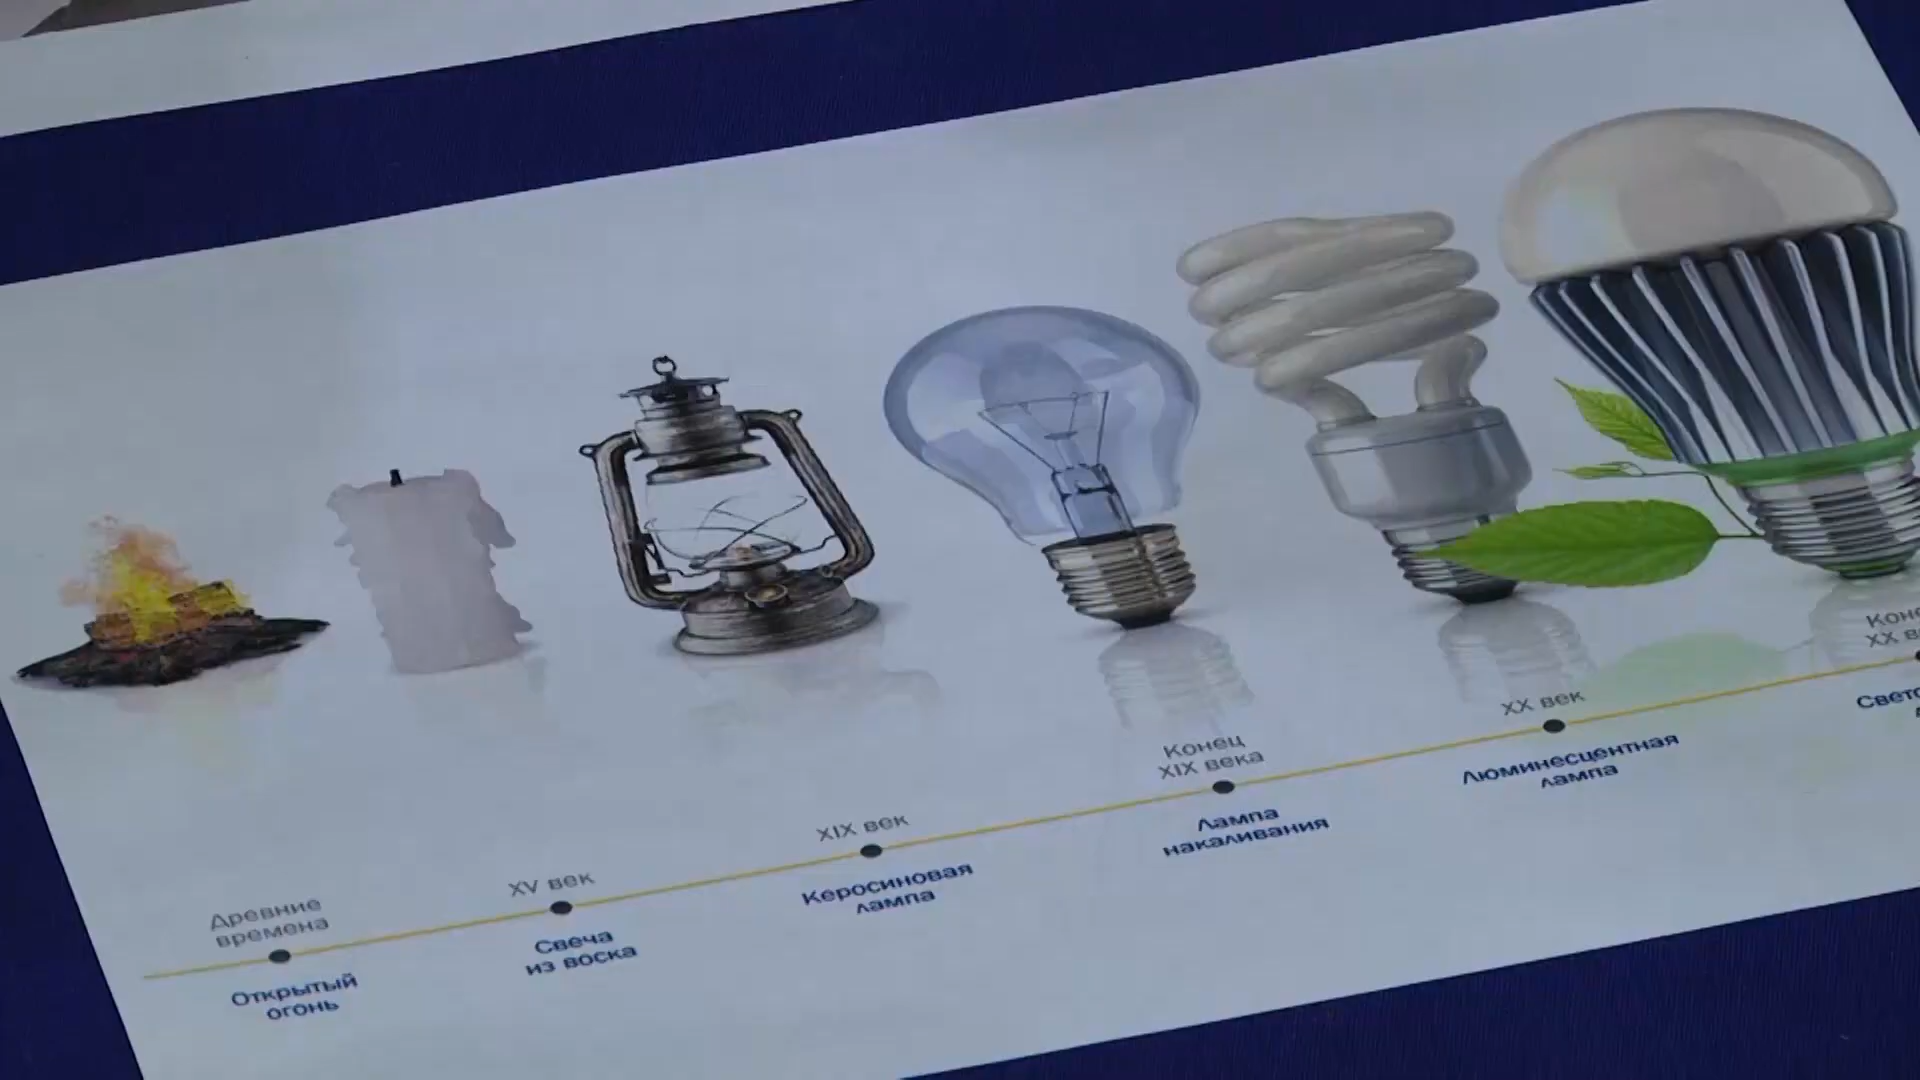 Древние
времена
Открытый
огонь
XV век
Свеча
из воска
XIX век
Керосиновая
лампа
Конец
XIX века
Лампа
накаливания
XX век
Люминесцентная
лампа
XX